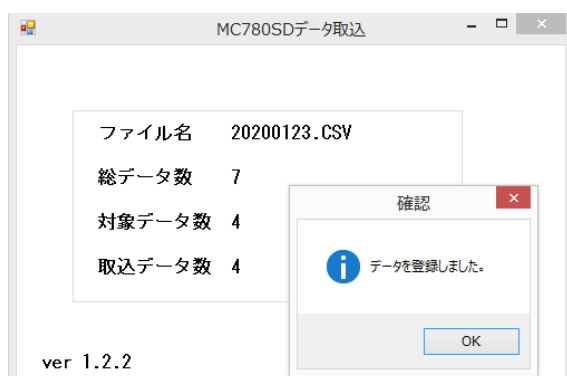 MC780SDデータ取込
ファイル名 20200123.CSV
総データ数 7
対象データ数 4
取込データ数 4
確認
データを登録しました。
OK
ver 1.2.2